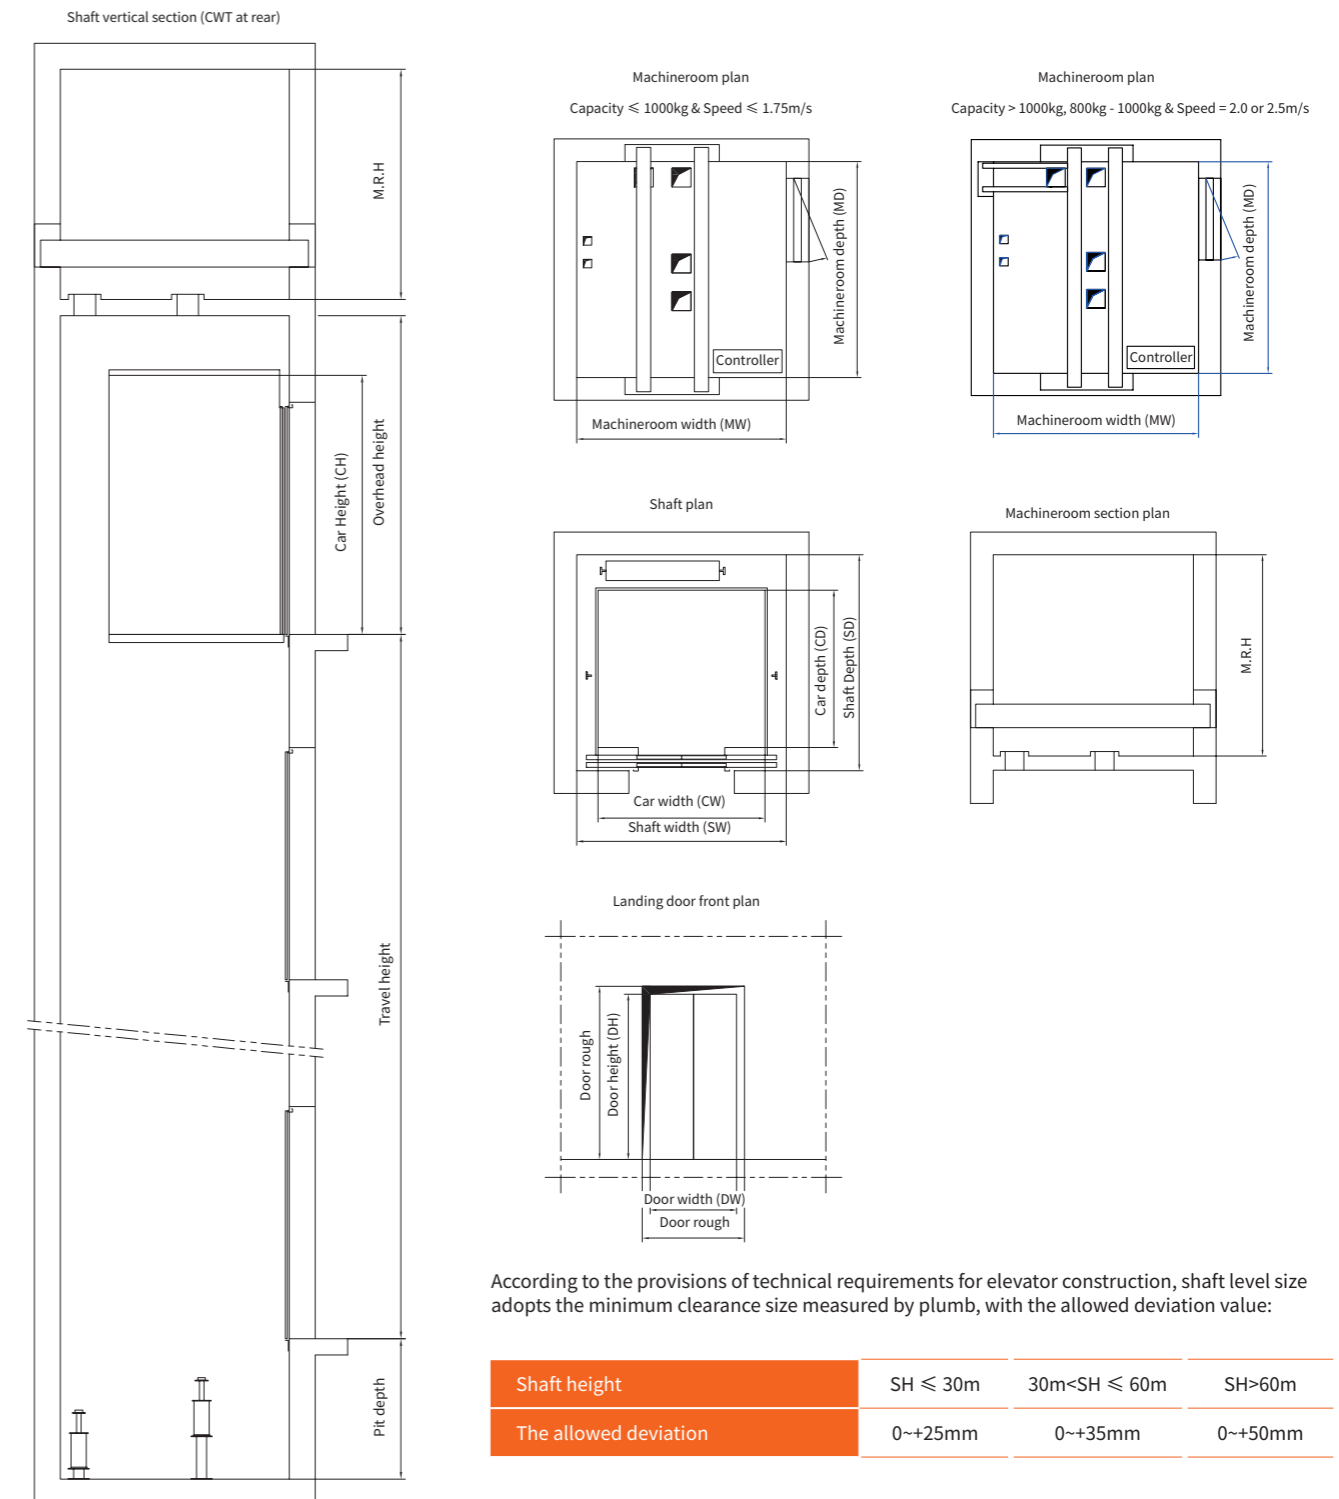 Shaft vertical section (CWT at rear)
M.R.H
Car Height (CH)
Overhead height
Travel height
Pit depth
Machineroom plan
Capacity ≤ 1000kg & Speed ≤ 1.75m/s
Machineroom depth (MD)
Controller
Machineroom width (MW)
Machineroom plan
Capacity > 1000kg, 800kg - 1000kg & Speed = 2.0 or 2.5m/s
Machineroom depth (MD)
Controller
Machineroom width (MW)
Shaft plan
Car depth (CD)
Shaft Depth (SD)
Car width (CW)
Shaft width (SW)
Machineroom section plan
M.R.H
Landing door front plan
Door rough
Door height (DH)
Door width (DW)
Door rough
According to the provisions of technical requirements for elevator construction, shaft level size
adopts the minimum clearance size measured by plumb, with the allowed deviation value:
Shaft height SH ≤ 30m 30m<SH ≤ 60m SH>60m
The allowed deviation 0~+25mm 0~+35mm 0~+50mm